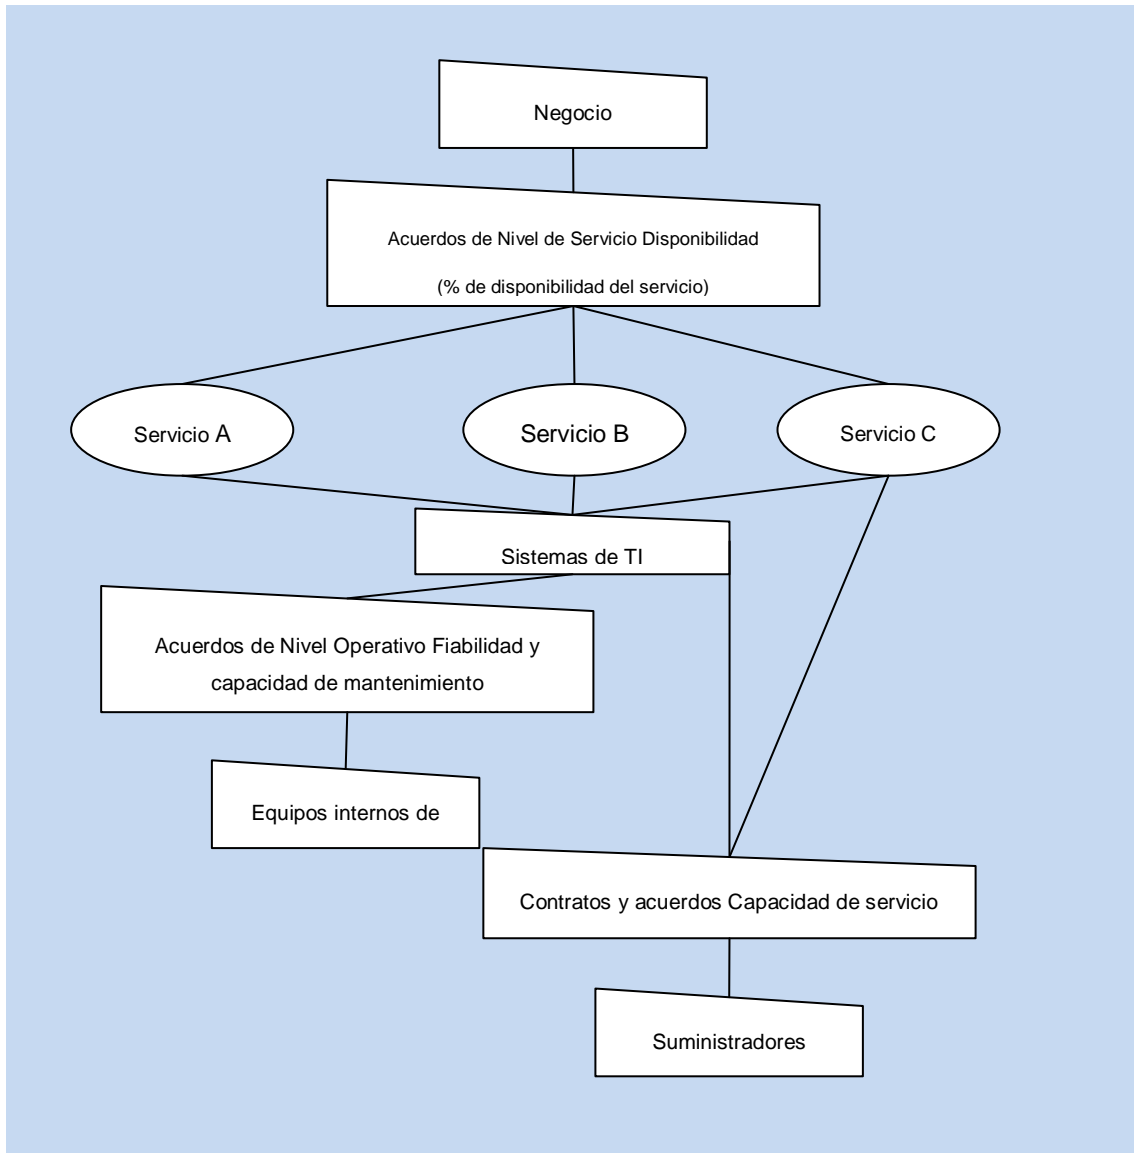 Negocio
Acuerdos de Nivel de Servicio Disponibilidad
(% de disponibilidad del servicio)
Servicio A
Servicio B
Servicio C
Sistemas de TI
Acuerdos de Nivel Operativo Fiabilidad y
capacidad de mantenimiento
Equipos internos de
Contratos y acuerdos Capacidad de servicio
Suministradores